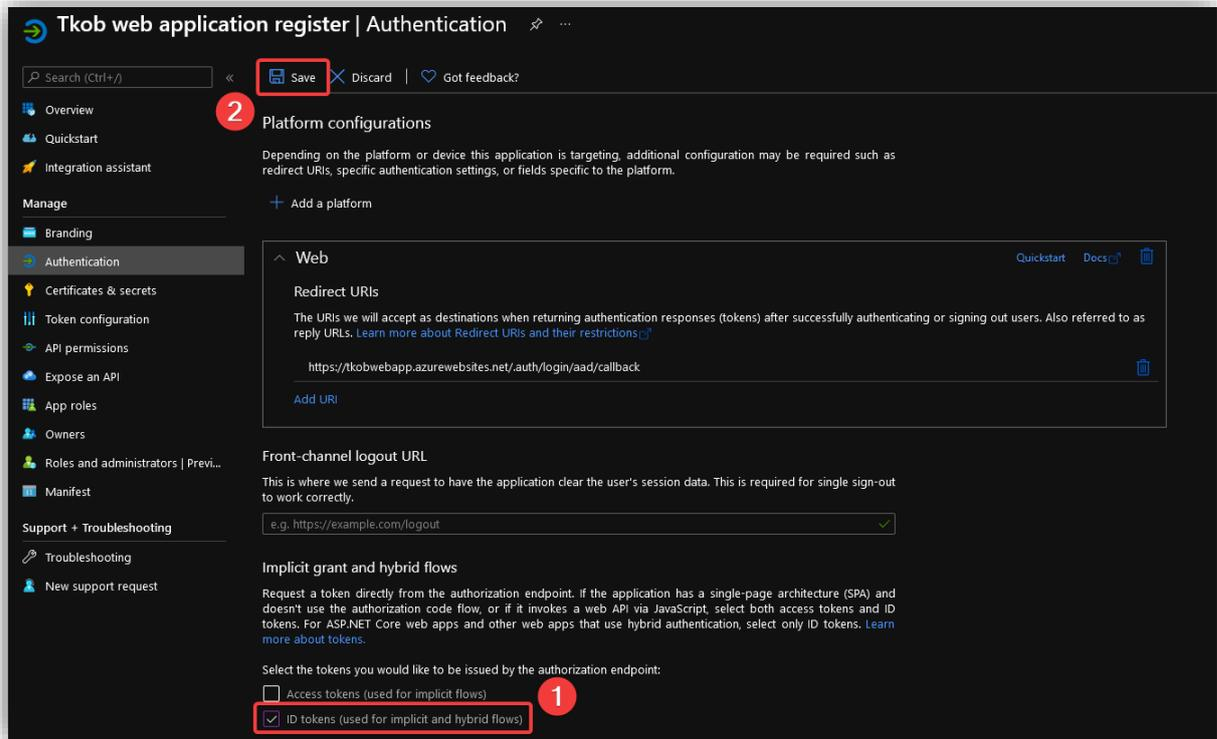 Tkob web application register | Authentication
Search (Ctrl+/)
«
Overview
Quickstart
Integration assistant
Manage
Branding
Authentication
Certificates & secrets
Token configuration
API permissions
Expose an API
App roles
Owners
Roles and administrators | Previ...
Manifest
Support + Troubleshooting
Troubleshooting
New support request
Save Discard Got feedback?
2
Platform configurations
Depending on the platform or device this application is targeting, additional configuration may be required such as
redirect URIs, specific authentication settings, or fields specific to the platform.
Add a platform
Web
Quickstart Docs
Redirect URIs
The URIs we will accept as destinations when returning authentication responses (tokens) after successfully authenticating or signing out users. Also referred to as
reply URLs. Learn more about Redirect URIs and their restrictions
https://tkobwebapp.azurewebsites.net/.auth/login/aad/callback
Add URI
Front-channel logout URL
This is where we send a request to have the application clear the user's session data. This is required for single sign-out
to work correctly.
e.g. https://example.com/logout
Implicit grant and hybrid flows
Request a token directly from the authorization endpoint. If the application has a single-page architecture (SPA) and
doesn't use the authorization code flow, or if it invokes a web API via JavaScript, select both access tokens and ID
tokens. For ASP.NET Core web apps and other web apps that use hybrid authentication, select only ID tokens. Learn
more about tokens.
Select the tokens you would like to be issued by the authorization endpoint:
Access tokens (used for implicit flows)
1
ID tokens (used for implicit and hybrid flows)